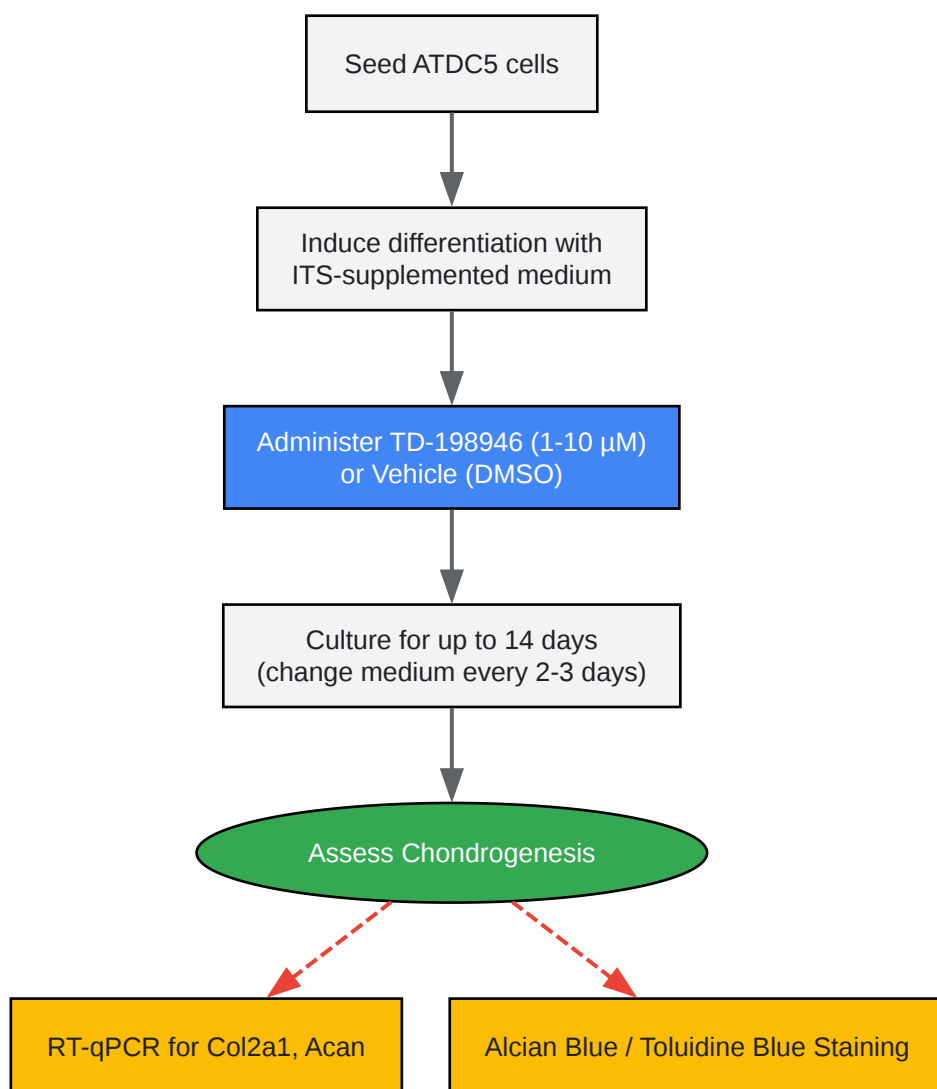 Seed ATDC5 cells
Induce differentiation with
ITS-supplemented medium
Administer TD-198946 (1-10 µM)
or Vehicle (DMSO)
Culture for up to 14 days
(change medium every 2-3 days)
Assess Chondrogenesis
RT-qPCR for Col2a1, Acan
Alcian Blue / Toluidine Blue Staining